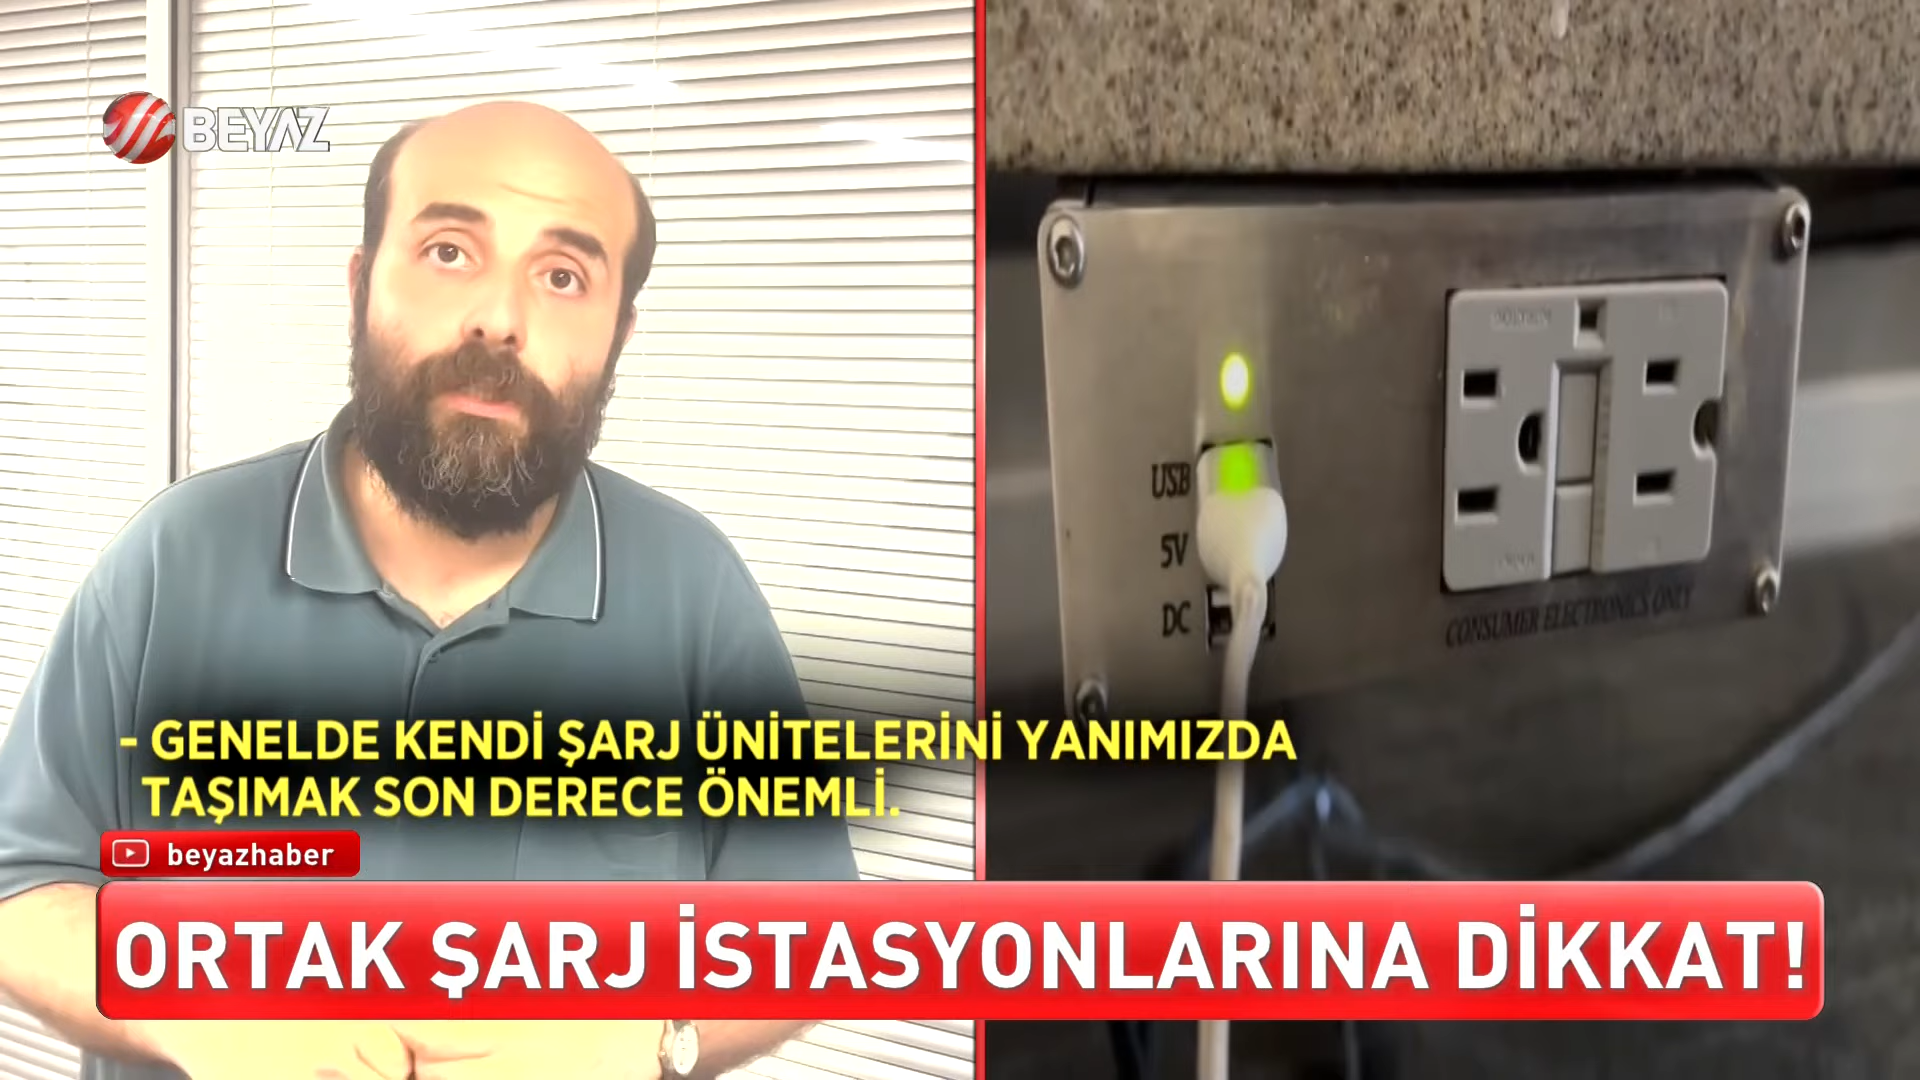 BEYAZ
USB
5V
DC
CONSUMER ELECTRONICS ONLY
- GENELDE KENDİ ŞARJ ÜNİTELERİNİ YANIMIZDA
TAŞIMAK SON DERECE ÖNEMLİ.
beyazhaber
ORTAK ŞARJ İSTASYONLARINA DİKKAT!